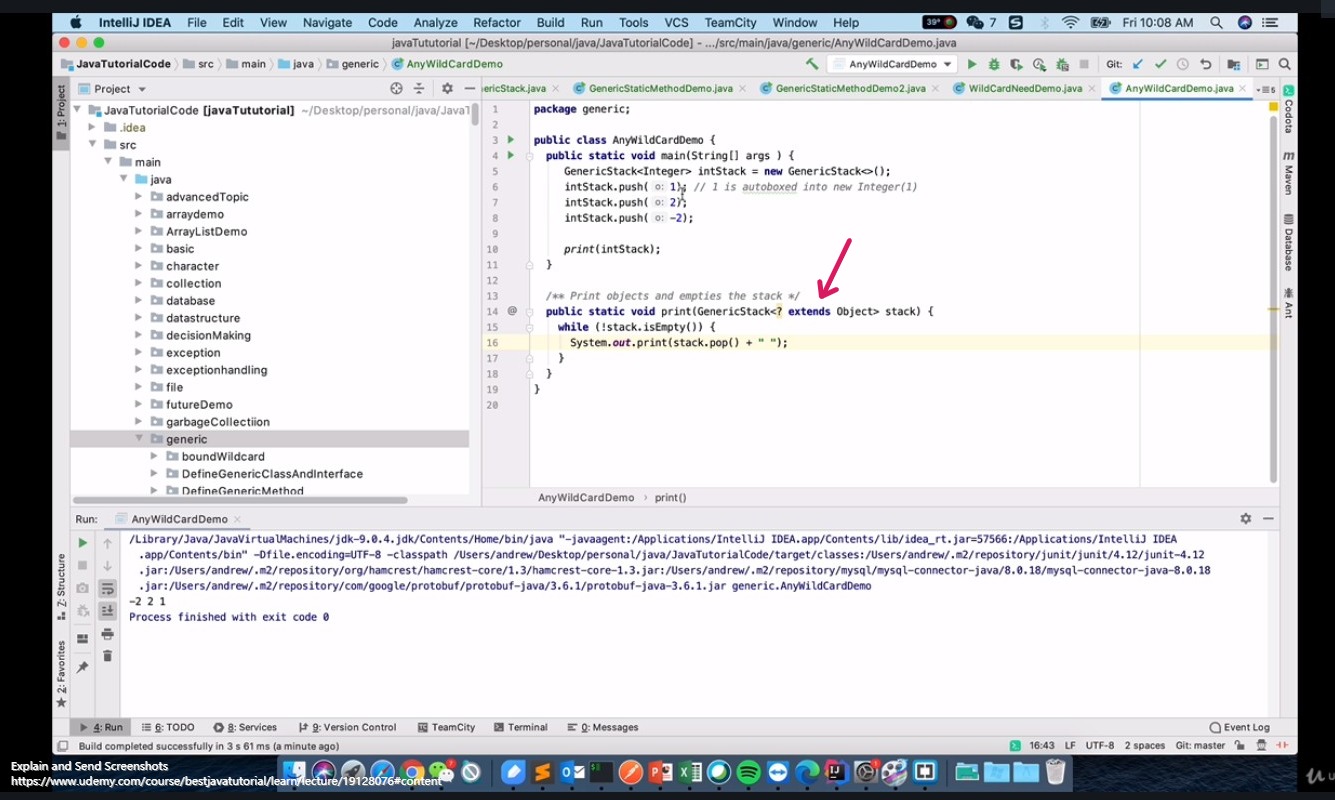 IntelliJ IDEA File Edit View Navigate Code Analyze Refactor Build Run Tools VCS TeamCity Window Help 39° 7 Fri 10:08 AM
javaTututorial [~/Desktop/personal/java/JavaTutorialCode] - .../src/main/java/generic/AnyWildCardDemo.java
JavaTutorialCode src main java generic AnyWildCardDemo AnyWildCardDemo Git:
1: Project
Project
ericStack.java GenericStaticMethodDemo.java GenericStaticMethodDemo2.java WildCardNeedDemo.java AnyWildCardDemo.java
JavaTutorialCode [javaTututorial] ~/Desktop/personal/java/JavaT
.idea
src
main
java
advancedTopic
arraydemo
ArrayListDemo
basic
character
collection
database
datastructure
decisionMaking
exception
exceptionhandling
file
futureDemo
garbageCollectiion
generic
boundWildcard
DefineGenericClassAndInterface
DefineGenericMethod
1 package generic;
2
3 public class AnyWildCardDemo {
4 public static void main(String[] args ) {
5 GenericStack<Integer> intStack = new GenericStack<>();
6 intStack.push( o: 1); // 1 is autoboxed into new Integer(1)
7 intStack.push( o: 2);
8 intStack.push( o: -2);
9
10 print(intStack);
11 }
12
13 /** Print objects and empties the stack */
14 @ public static void print(GenericStack<? extends Object> stack) {
15 while (!stack.isEmpty()) {
16 System.out.print(stack.pop() + " ");
17 }
18 }
19 }
20
AnyWildCardDemo › print()
Codota
Maven
Database
Ant
Run: AnyWildCardDemo
/Library/Java/JavaVirtualMachines/jdk-9.0.4.jdk/Contents/Home/bin/java "-javaagent:/Applications/IntelliJ IDEA.app/Contents/lib/idea_rt.jar=57566:/Applications/IntelliJ IDEA
.app/Contents/bin" -Dfile.encoding=UTF-8 -classpath /Users/andrew/Desktop/personal/java/JavaTutorialCode/target/classes:/Users/andrew/.m2/repository/junit/junit/4.12/junit-4.12
.jar:/Users/andrew/.m2/repository/org/hamcrest/hamcrest-core/1.3/hamcrest-core-1.3.jar:/Users/andrew/.m2/repository/mysql/mysql-connector-java/8.0.18/mysql-connector-java-8.0.18
.jar:/Users/andrew/.m2/repository/com/google/protobuf/protobuf-java/3.6.1/protobuf-java-3.6.1.jar generic.AnyWildCardDemo
-2 2 1
Process finished with exit code 0
Z: Structure
2: Favorites
4: Run 6: TODO 8: Services 9: Version Control TeamCity Terminal 0: Messages Event Log
Build completed successfully in 3 s 61 ms (a minute ago) 16:43 LF UTF-8 2 spaces Git: master
Explain and Send Screenshots
https://www.udemy.com/course/bestjavatutorial/learn/lecture/19128076#content